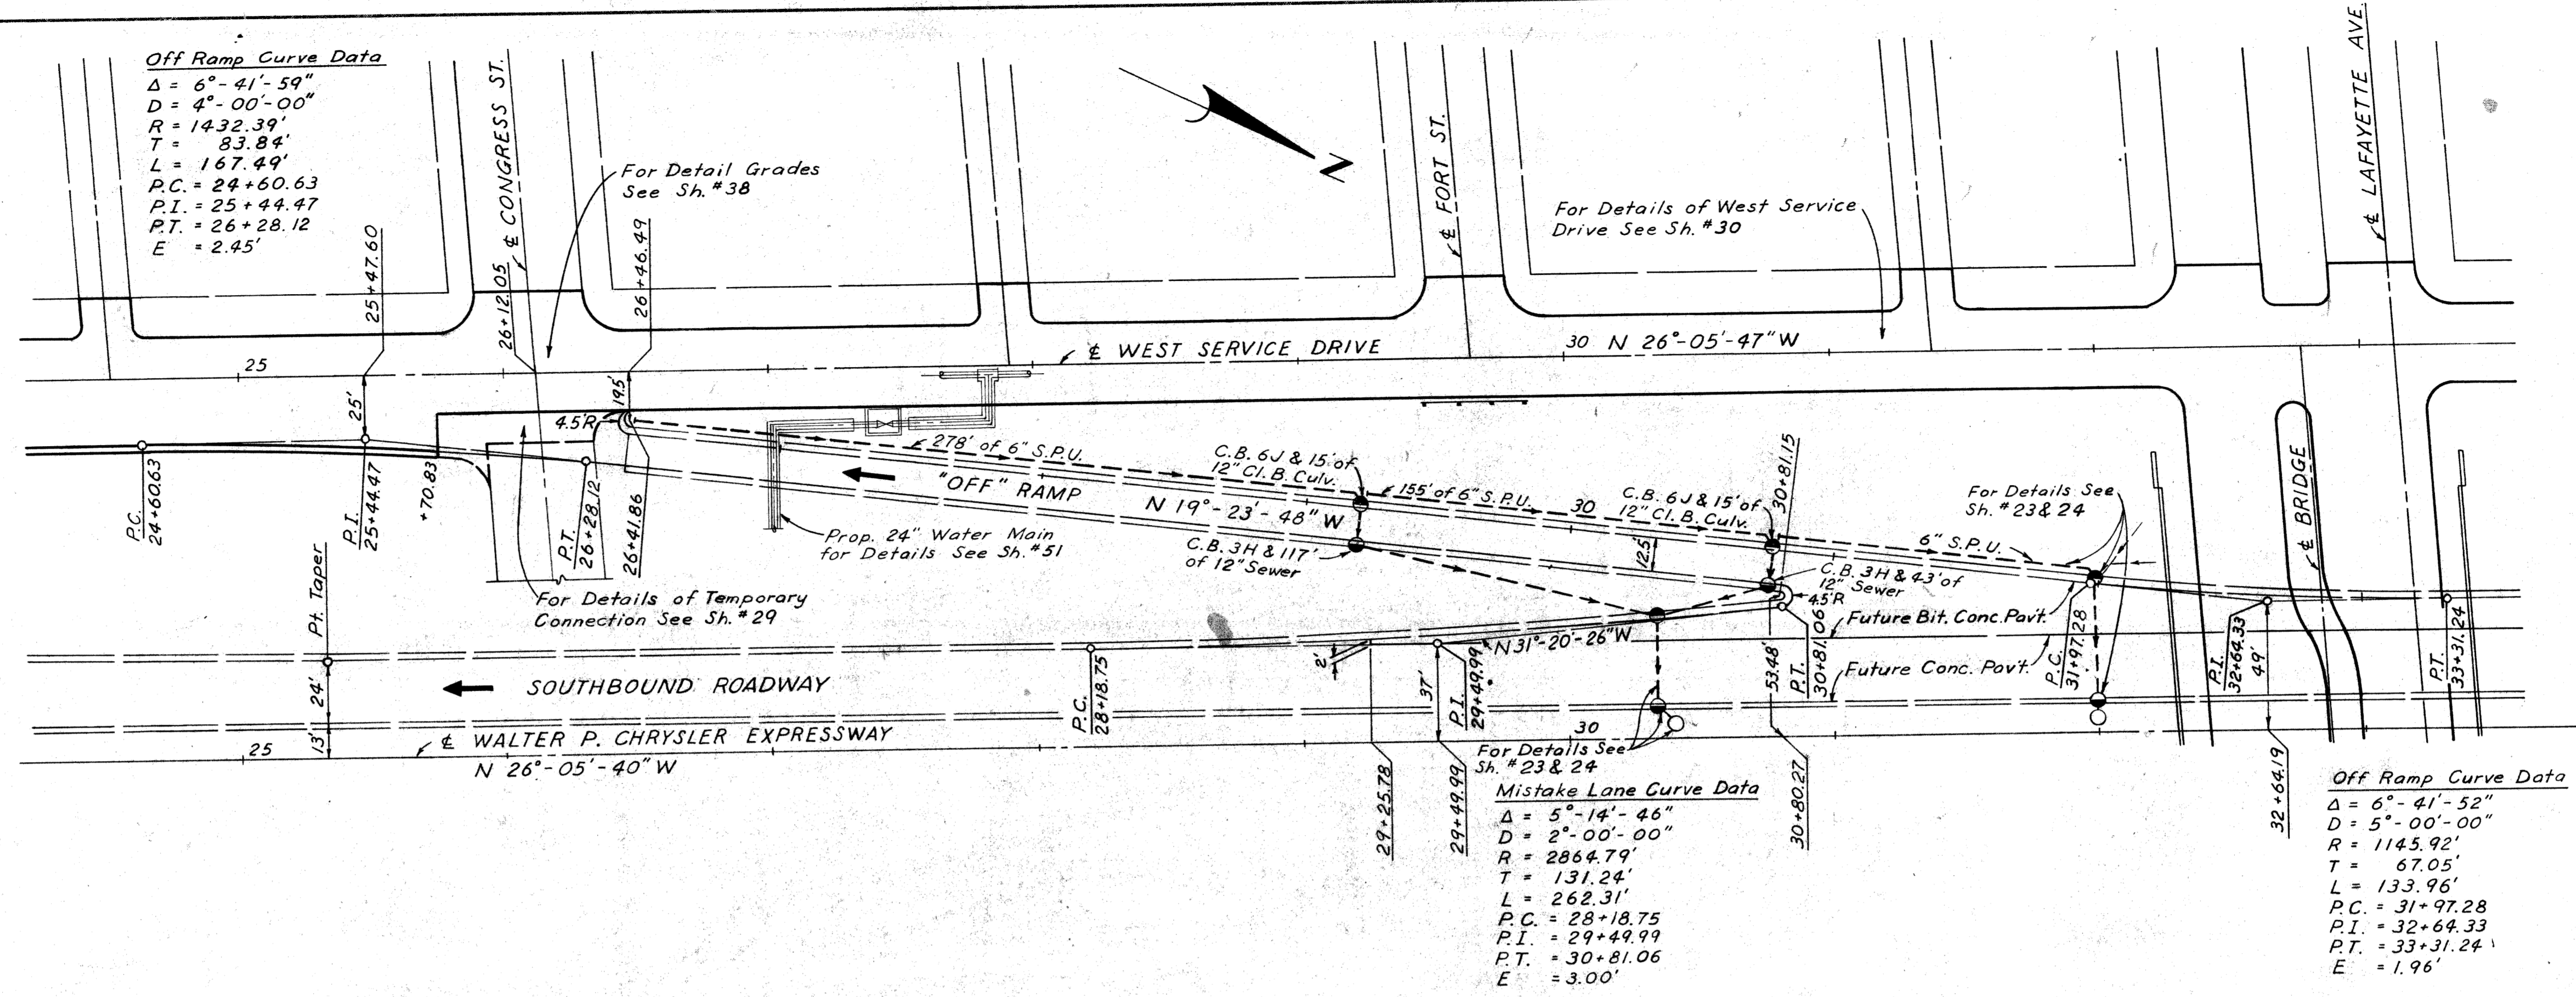 Off Ramp Curve Data
Δ = 6°-41'-59"
D = 4°-00'-00"
R = 1432.39'
T = 83.84'
L = 167.49'
P.C. = 24+60.63
P.I. = 25+44.47
P.T. = 26+28.12
E = 2.45'
℄ CONGRESS ST.
℄ FORT ST.
℄ LAFAYETTE AVE.
N
For Detail Grades
See Sh. #38
For Details of West Service
Drive See Sh. #30
25+47.60
26+12.05
26+46.49
25
℄ WEST SERVICE DRIVE
30 N 26°-05'-47" W
25'
19.5'
4.5'R
278' of 6" S.P.U.
C.B. 6J & 15' of
12" Cl. B. Culv.
155' of 6" S.P.U.
30
C.B. 6J & 15' of
12" Cl. B. Culv.
30+81.15
For Details See
Sh. #23 & 24
6" S.P.U.
"OFF" RAMP
N 19°-23'-48" W
P.C.
24+60.63
P.I.
25+44.47
+70.83
P.T.
26+28.12
26+41.86
Prop. 24" Water Main
for Details See Sh. #51
C.B. 3H & 117'
of 12" Sewer
12.5'
C.B. 3H & 43' of
12" Sewer
4.5'R
℄ BRIDGE
For Details of Temporary
Connection See Sh. #29
Pt. Taper
24'
13'
Future Bit. Conc. Pav't.
Future Conc. Pav't.
N 31°-20'-26" W
2'
37'
P.C.
28+18.75
P.I.
29+49.99
53.48'
P.T.
30+81.06
P.C.
31+97.28
P.I.
32+64.33
49'
P.T.
33+31.24
SOUTHBOUND ROADWAY
25
℄ WALTER P. CHRYSLER EXPRESSWAY
30
N 26°-05'-40" W
For Details See
Sh. #23 & 24
29+25.78
29+49.99
30+80.27
32+64.19
Mistake Lane Curve Data
Δ = 5°-14'-46"
D = 2°-00'-00"
R = 2864.79'
T = 131.24'
L = 262.31'
P.C. = 28+18.75
P.I. = 29+49.99
P.T. = 30+81.06
E = 3.00'
Off Ramp Curve Data
Δ = 6°-41'-52"
D = 5°-00'-00"
R = 1145.92'
T = 67.05'
L = 133.96'
P.C. = 31+97.28
P.I. = 32+64.33
P.T. = 33+31.24
E = 1.96'